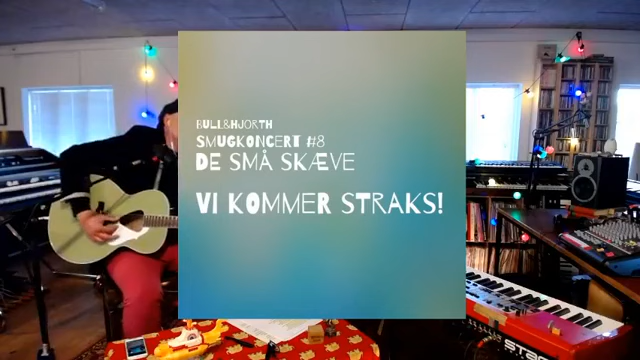 BULL&HJORTH
SMUGKONCERT #8
DE SMÅ SKÆVE
VI KOMMER STRAKS!